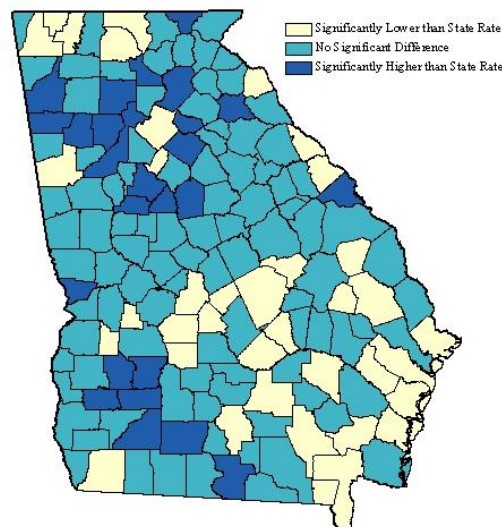 Significantly Lower than State Rate
No Significant Difference
Significantly Higher than State Rate